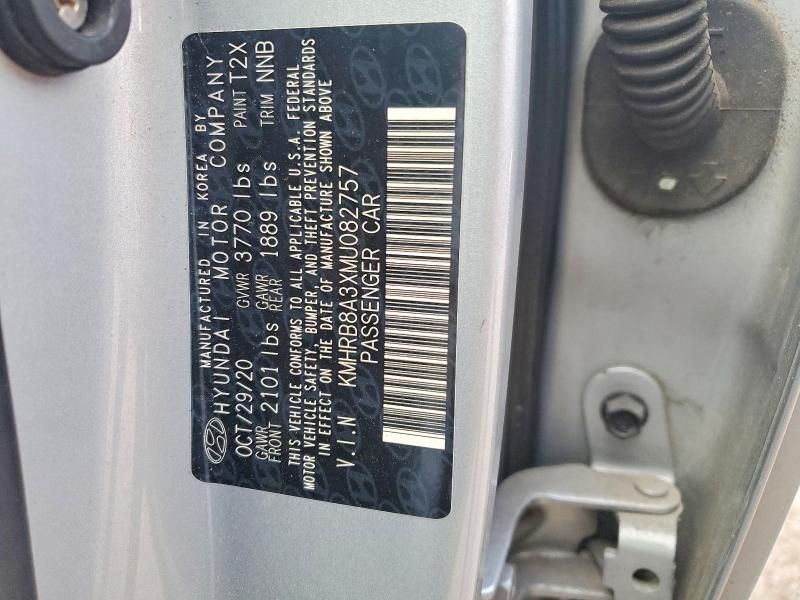 MANUFACTURED IN KOREA BY
HYUNDAI MOTOR COMPANY
OCT/29/20 GVWR 3770 lbs PAINT T2X
GAWR FRONT 2101 lbs GAWR REAR 1889 lbs TRIM NNB
THIS VEHICLE CONFORMS TO ALL APPLICABLE U.S.A. FEDERAL
MOTOR VEHICLE SAFETY, BUMPER, AND THEFT PREVENTION STANDARDS
IN EFFECT ON THE DATE OF MANUFACTURE SHOWN ABOVE
V.I.N KMHRB8A3XMU082757
PASSENGER CAR